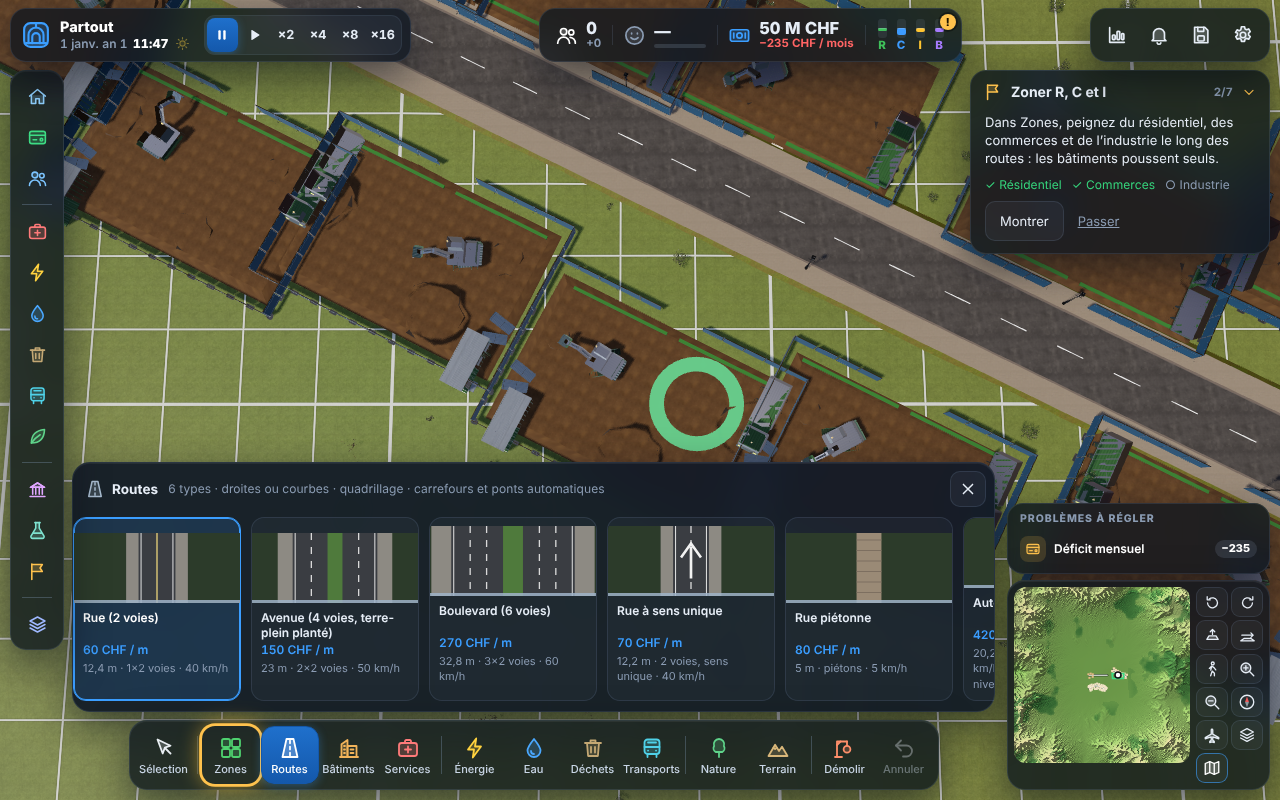 Partout
1 janv. an 1 11:47
×2 ×4 ×8 ×16
0
+0
—
50 M CHF
−235 CHF / mois
R C I B
!
Zoner R, C et I 2/7
Dans Zones, peignez du résidentiel, des
commerces et de l'industrie le long des
routes : les bâtiments poussent seuls.
✓ Résidentiel ✓ Commerces ○ Industrie
Montrer Passer
Routes 6 types · droites ou courbes · quadrillage · carrefours et ponts automatiques
Rue (2 voies)
60 CHF / m
12,4 m · 1×2 voies · 40 km/h
Avenue (4 voies, terre-
plein planté)
150 CHF / m
23 m · 2×2 voies · 50 km/h
Boulevard (6 voies)
270 CHF / m
32,8 m · 3×2 voies · 60
km/h
Rue à sens unique
70 CHF / m
12,2 m · 2 voies, sens
unique · 40 km/h
Rue piétonne
80 CHF / m
5 m · piétons · 5 km/h
Aut
420
20,2
km/
nive
PROBLÈMES À RÉGLER
Déficit mensuel −235
Sélection Zones Routes Bâtiments Services Énergie Eau Déchets Transports Nature Terrain Démolir Annuler